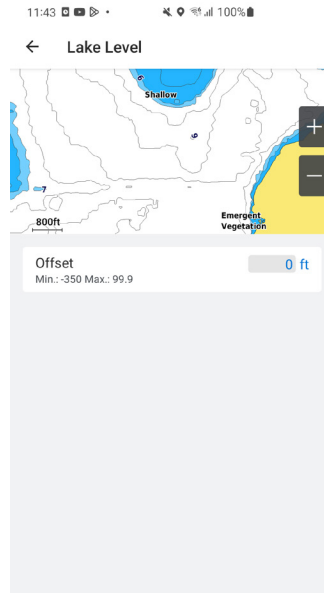 11:43 100%
Lake Level
6
Shallow
6
+
7
−
800ft
Emergent
Vegetation
Offset 0 ft
Min.: -350 Max.: 99.9